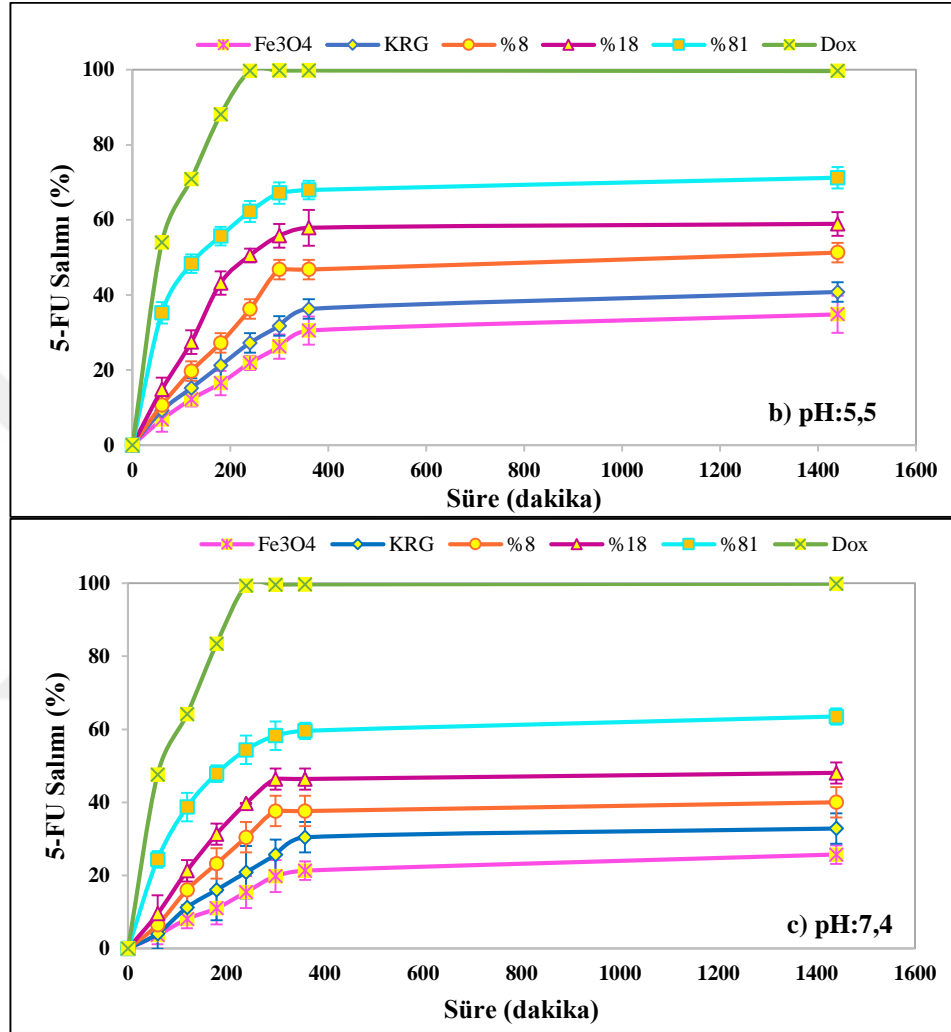 Fe3O4 KRG %8 %18 %81 Dox
100
80
60
40
20
0
5-FU Salımı (%)
b) pH:5,5
0 200 400 600 800 1000 1200 1400 1600
Süre (dakika)
Fe3O4 KRG %8 %18 %81 Dox
100
80
60
40
20
0
5-FU Salımı (%)
c) pH:7,4
0 200 400 600 800 1000 1200 1400 1600
Süre (dakika)